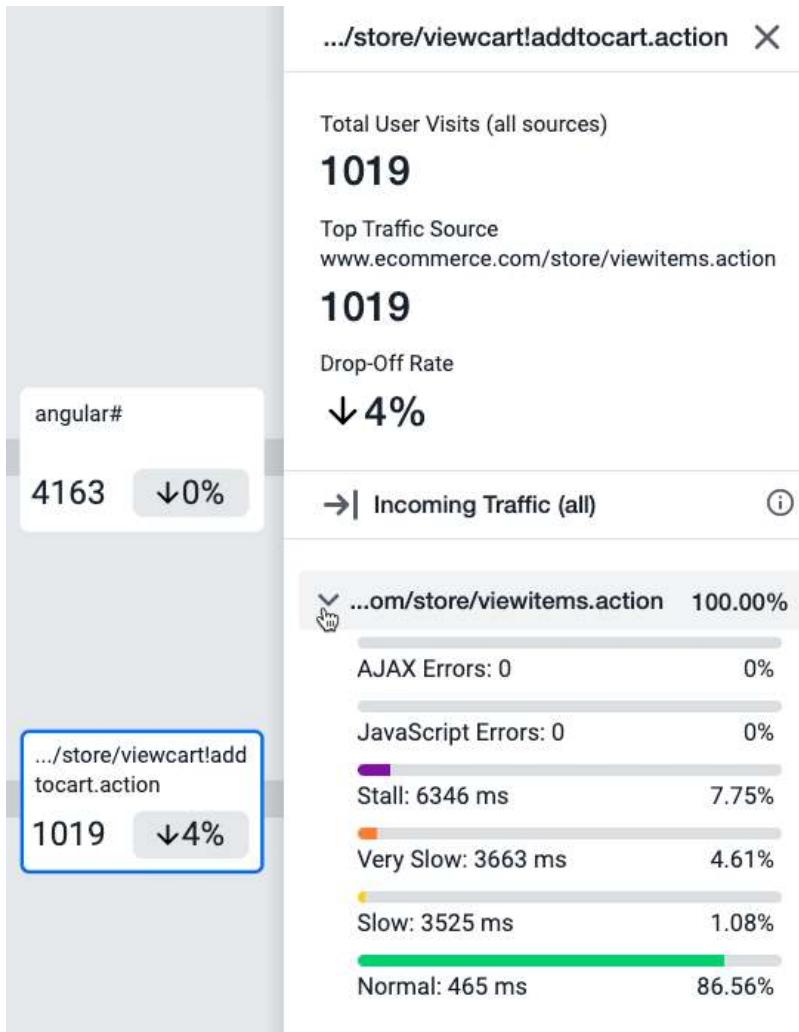 .../store/viewcart!addtocart.action
Total User Visits (all sources)
1019
Top Traffic Source
www.ecommerce.com/store/viewitems.action
1019
Drop-Off Rate
↓4%
angular#
4163 ↓0%
Incoming Traffic (all)
...om/store/viewitems.action 100.00%
AJAX Errors: 0 0%
JavaScript Errors: 0 0%
Stall: 6346 ms 7.75%
Very Slow: 3663 ms 4.61%
Slow: 3525 ms 1.08%
Normal: 465 ms 86.56%
.../store/viewcart!add
tocart.action
1019 ↓4%